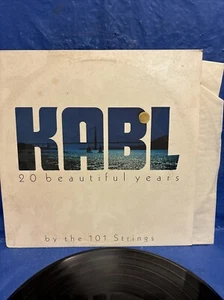 KABL
20 beautiful years
by the 101 Strings